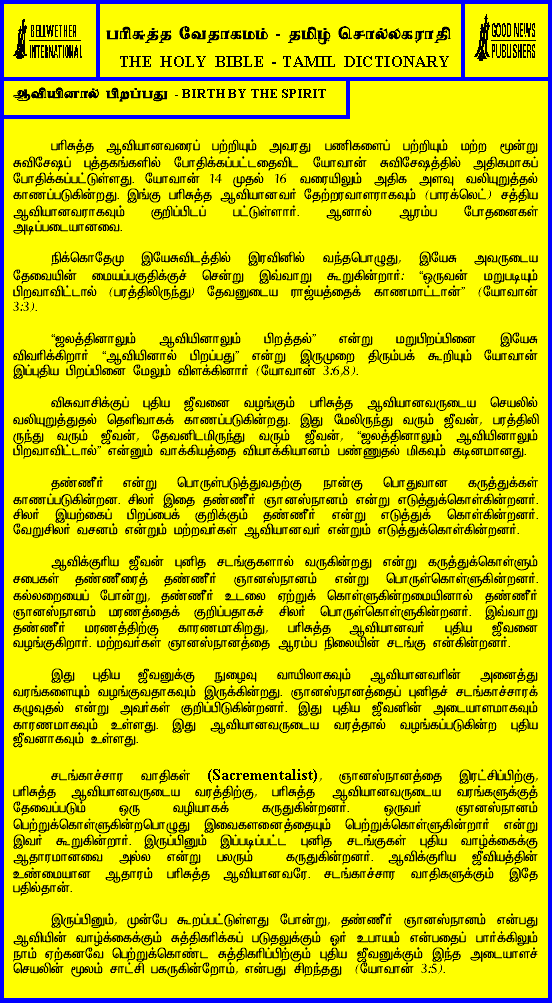 BELLWETHER
INTERNATIONAL
பரிசுத்த வேதாகமம் - தமிழ் சொல்லகராதி
THE HOLY BIBLE - TAMIL DICTIONARY
GOOD NEWS
PUBLISHERS
ஆவியினால் பிறப்பது - BIRTH BY THE SPIRIT
பரிசுத்த ஆவியானவரைப் பற்றியும் அவரது பணிகளைப் பற்றியும் மற்ற மூன்று
சுவிசேஷப் புத்தகங்களில் போதிக்கப்பட்டதைவிட யோவான் சுவிசேஷத்தில் அதிகமாகப்
போதிக்கப்பட்டுள்ளது. யோவான் 14 முதல் 16 வரையிலும் அதிக அளவு வலியுறுத்தல்
காணப்படுகின்றது. இங்கு பரிசுத்த ஆவியானவர் தேற்றரவாளராகவும் (பாரக்லெட்) சத்திய
ஆவியானவராகவும் குறிப்பிடப் பட்டுள்ளார். ஆனால் ஆரம்ப போதனைகள்
அடிப்படையானவை.
நிக்கொதேமு இயேசுவிடத்தில் இரவினில் வந்தபொழுது, இயேசு அவருடைய
தேவையின் மையப்பகுதிக்குச் சென்று இவ்வாறு கூறுகின்றார்: “ஒருவன் மறுபடியும்
பிறவாவிட்டால் (பரத்திலிருந்து) தேவனுடைய ராஜ்யத்தைக் காணமாட்டான்” (யோவான்
3:3).
“ஜலத்தினாலும் ஆவியினாலும் பிறத்தல்” என்று மறுபிறப்பினை இயேசு
விவரிக்கிறார் “ஆவியினால் பிறப்பது” என்று இருமுறை திரும்பக் கூறியும் யோவான்
இப்புதிய பிறப்பினை மேலும் விளக்கினார் (யோவான் 3:6,8).
விசுவாசிக்குப் புதிய ஜீவனை வழங்கும் பரிசுத்த ஆவியானவருடைய செயலில்
வலியுறுத்துதல் தெளிவாகக் காணப்படுகின்றது. இது மேலிருந்து வரும் ஜீவன், பரத்திலி
ருந்து வரும் ஜீவன், தேவனிடமிருந்து வரும் ஜீவன், “ஜலத்தினாலும் ஆவியினாலும்
பிறவாவிட்டால்” என்னும் வாக்கியத்தை வியாக்கியானம் பண்ணுதல் மிகவும் கடினமானது.
தண்ணீர் என்று பொருள்படுத்துவதற்கு நான்கு பொதுவான கருத்துக்கள்
காணப்படுகின்றன. சிலர் இதை தண்ணீர் ஞானஸ்நானம் என்று எடுத்துக்கொள்கின்றனர்.
சிலர் இயற்கைப் பிறப்பைக் குறிக்கும் தண்ணீர் என்று எடுத்துக் கொள்கின்றனர்.
வேறுசிலர் வசனம் என்றும் மற்றவர்கள் ஆவியானவர் என்றும் எடுத்துக்கொள்கின்றனர்.
ஆவிக்குரிய ஜீவன் புனித சடங்குகளால் வருகின்றது என்று கருத்துக்கொள்ளும்
சபைகள் தண்ணீரைத் தண்ணீர் ஞானஸ்நானம் என்று பொருள்கொள்ளுகின்றனர்.
கல்லறையைப் போன்று, தண்ணீர் உடலை ஏற்றுக் கொள்ளுகின்றமையினால் தண்ணீர்
ஞானஸ்நானம் மரணத்தைக் குறிப்பதாகச் சிலர் பொருள்கொள்ளுகின்றனர். இவ்வாறு
தண்ணீர் மரணத்திற்கு காரணமாகிறது, பரிசுத்த ஆவியானவர் புதிய ஜீவனை
வழங்குகிறார். மற்றவர்கள் ஞானஸ்நானத்தை ஆரம்ப நிலையின் சடங்கு என்கின்றனர்.
இது புதிய ஜீவனுக்கு நுழைவு வாயிலாகவும் ஆவியானவரின் அனைத்து
வரங்களையும் வழங்குவதாகவும் இருக்கின்றது. ஞானஸ்நானத்தைப் புனிதச் சடங்காச்சாரக்
கழுவுதல் என்று அவர்கள் குறிப்பிடுகின்றனர். இது புதிய ஜீவனின் அடையாளமாகவும்
காரணமாகவும் உள்ளது. இது ஆவியானவருடைய வரத்தால் வழங்கப்படுகின்ற புதிய
ஜீவனாகவும் உள்ளது.
சடங்காச்சார வாதிகள் (Sacrementalist), ஞானஸ்நானத்தை இரட்சிப்பிற்கு,
பரிசுத்த ஆவியானவருடைய வரத்திற்கு, பரிசுத்த ஆவியானவருடைய வரங்களுக்குத்
தேவைப்படும் ஒரு வழியாகக் கருதுகின்றனர். ஒருவர் ஞானஸ்நானம்
பெற்றுக்கொள்ளுகின்றபொழுது இவைகளனைத்தையும் பெற்றுக்கொள்ளுகின்றார் என்று
இவர் கூறுகின்றார். இருப்பினும் இப்படிப்பட்ட புனித சடங்குகள் புதிய வாழ்க்கைக்கு
ஆதாரமானவை அல்ல என்று பலரும் கருதுகின்றனர். ஆவிக்குரிய ஜீவியத்தின்
உண்மையான ஆதாரம் பரிசுத்த ஆவியானவரே. சடங்காச்சார வாதிகளுக்கும் இதே
பதில்தான்.
இருப்பினும், முன்பே கூறப்பட்டுள்ளது போன்று, தண்ணீர் ஞானஸ்நானம் என்பது
ஆவியின் வாழ்க்கைக்கும் சுத்திகரிக்கப் படுதலுக்கும் ஓர் உபாயம் என்பதைப் பார்க்கிலும்
நாம் ஏற்கனவே பெற்றுக்கொண்ட சுத்திகரிப்பிற்கும் புதிய ஜீவனுக்கும் இந்த அடையாளச்
செயலின் மூலம் சாட்சி பகருகின்றோம், என்பது சிறந்தது (யோவான் 3:5).